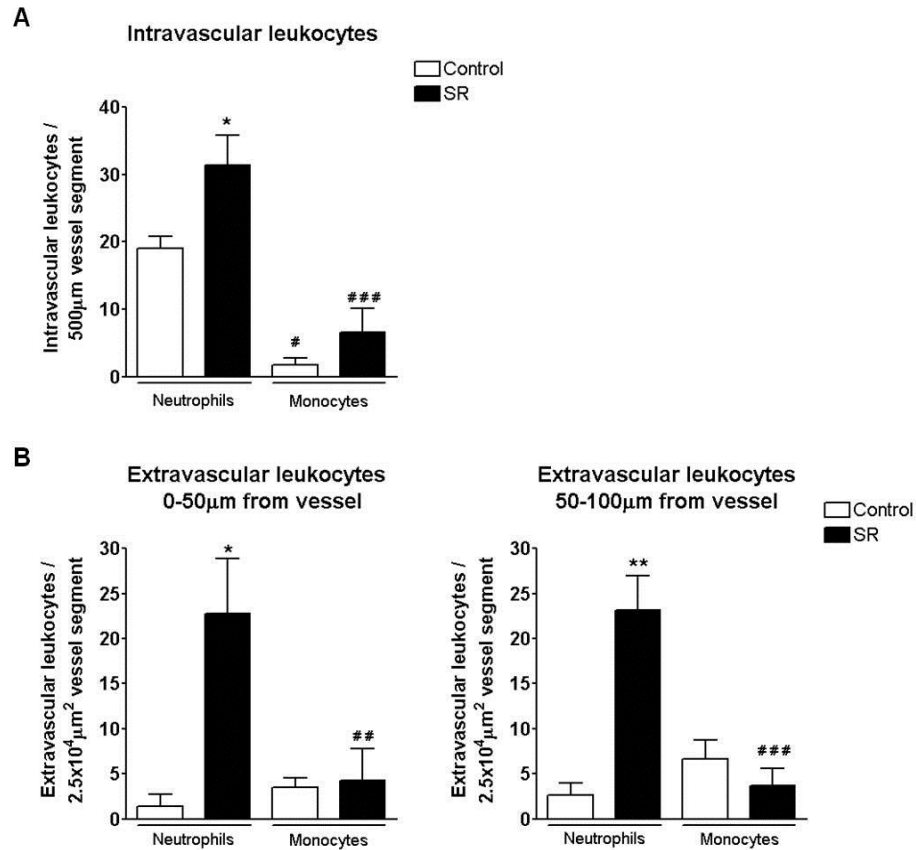 A
Intravascular leukocytes
Control
SR
Intravascular leukocytes /
500μm vessel segment
40
30
20
10
0
*
#
###
Neutrophils
Monocytes
B
Extravascular leukocytes
0-50μm from vessel
Extravascular leukocytes /
2.5x10⁴μm² vessel segment
30
25
20
15
10
5
0
*
##
Neutrophils
Monocytes
Extravascular leukocytes
50-100μm from vessel
Control
SR
Extravascular leukocytes /
2.5x10⁴μm² vessel segment
30
25
20
15
10
5
0
**
###
Neutrophils
Monocytes